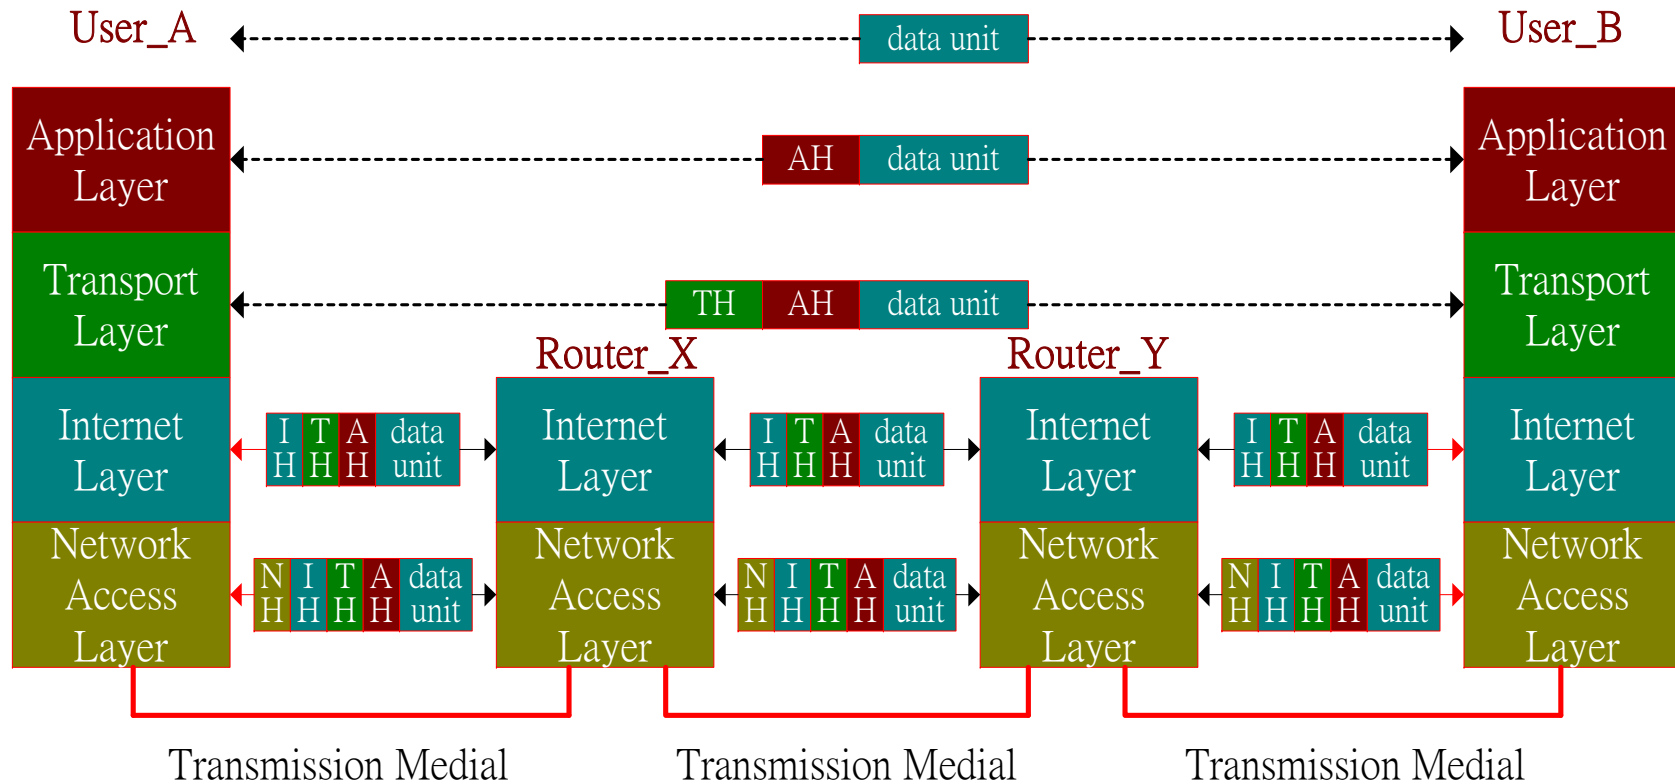 User_A
data unit
User_B
Application
Layer
AH
data unit
Application
Layer
Transport
Layer
TH
AH
data unit
Transport
Layer
Router_X
Router_Y
Internet
Layer
I
H
T
H
A
H
data
unit
Internet
Layer
I
H
T
H
A
H
data
unit
Internet
Layer
I
H
T
H
A
H
data
unit
Internet
Layer
Network
Access
Layer
N
H
I
H
T
H
A
H
data
unit
Network
Access
Layer
N
H
I
H
T
H
A
H
data
unit
Network
Access
Layer
N
H
I
H
T
H
A
H
data
unit
Network
Access
Layer
Transmission Medial
Transmission Medial
Transmission Medial